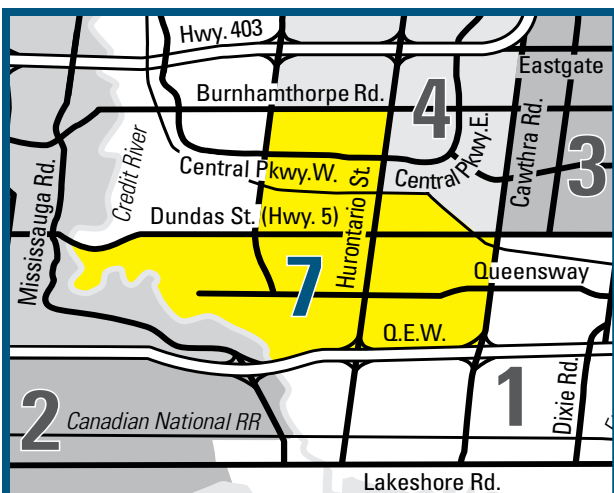 Hwy. 403
Eastgate
Burnhamthorpe Rd.
4
Cawthra Rd.
3
Credit River
Central Pkwy.W.
Central Pkwy.E.
Hurontario St.
Mississauga Rd.
Dundas St. (Hwy. 5)
Queensway
7
Q.E.W.
1
Dixie Rd.
2
Canadian National RR
Lakeshore Rd.